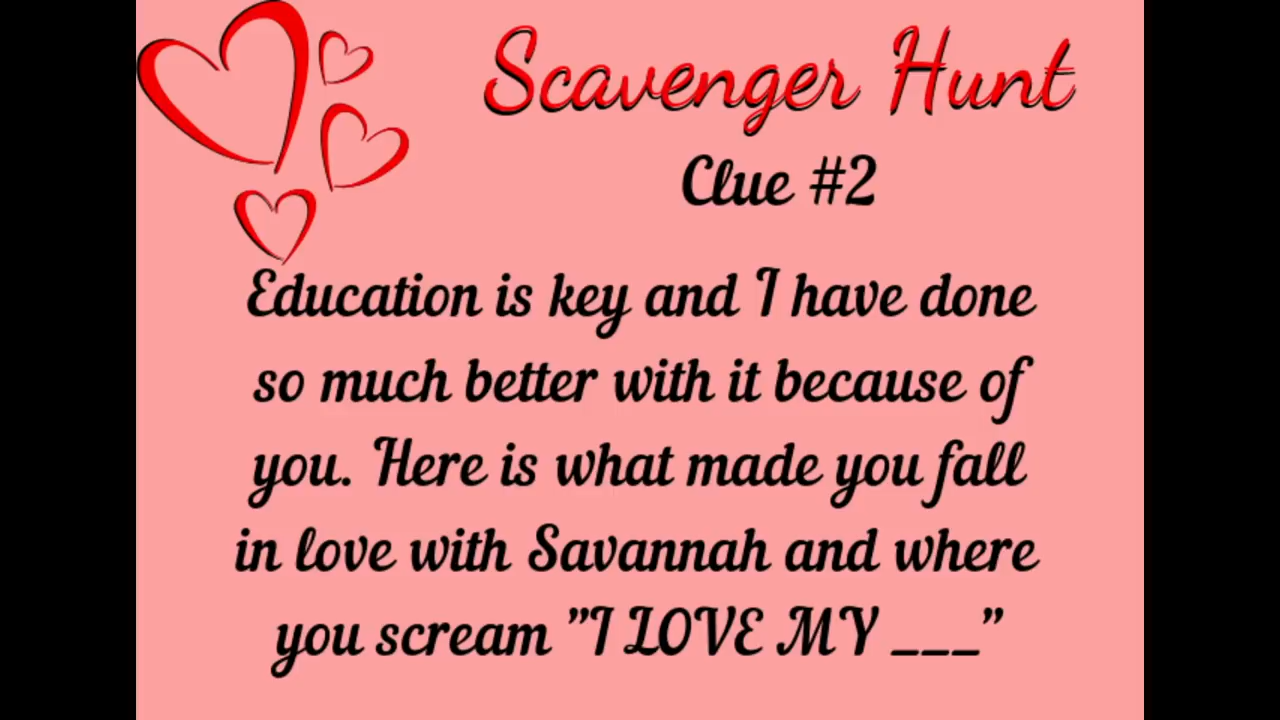 Scavenger Hunt
Clue #2
Education is key and I have done
so much better with it because of
you. Here is what made you fall
in love with Savannah and where
you scream "I LOVE MY ___"